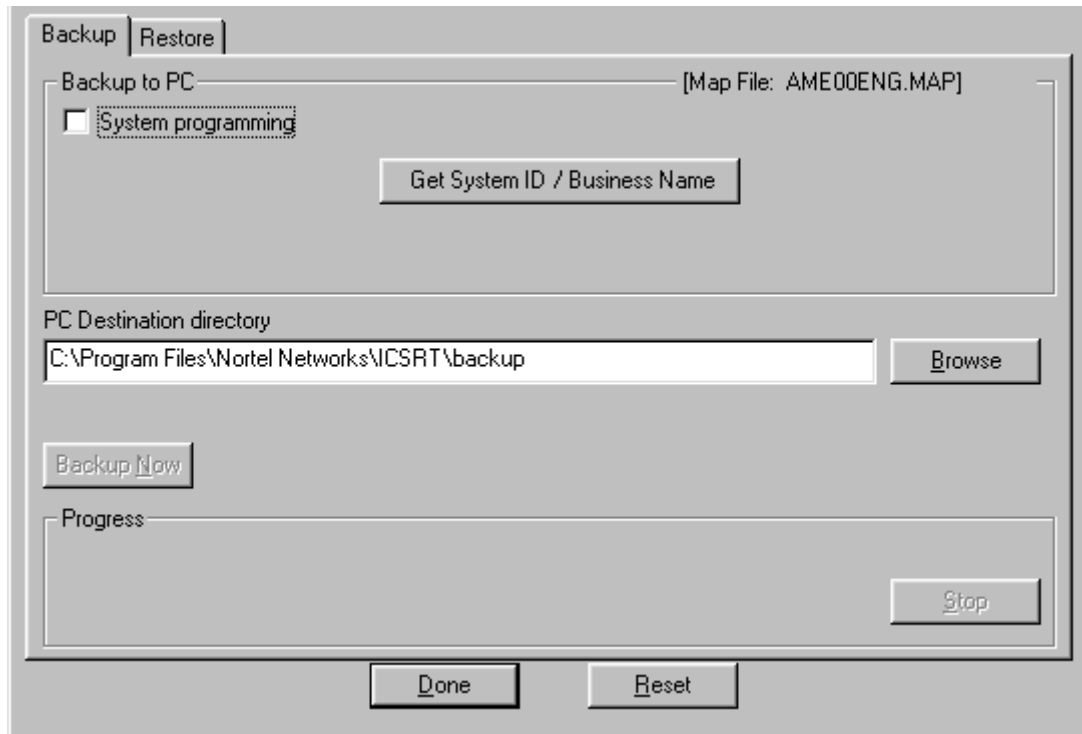 Backup Restore
Backup to PC [Map File: AME00ENG.MAP]
System programming
Get System ID / Business Name
PC Destination directory
C:\Program Files\Nortel Networks\ICSRT\backup Browse
Backup Now
Progress
Stop
Done Reset